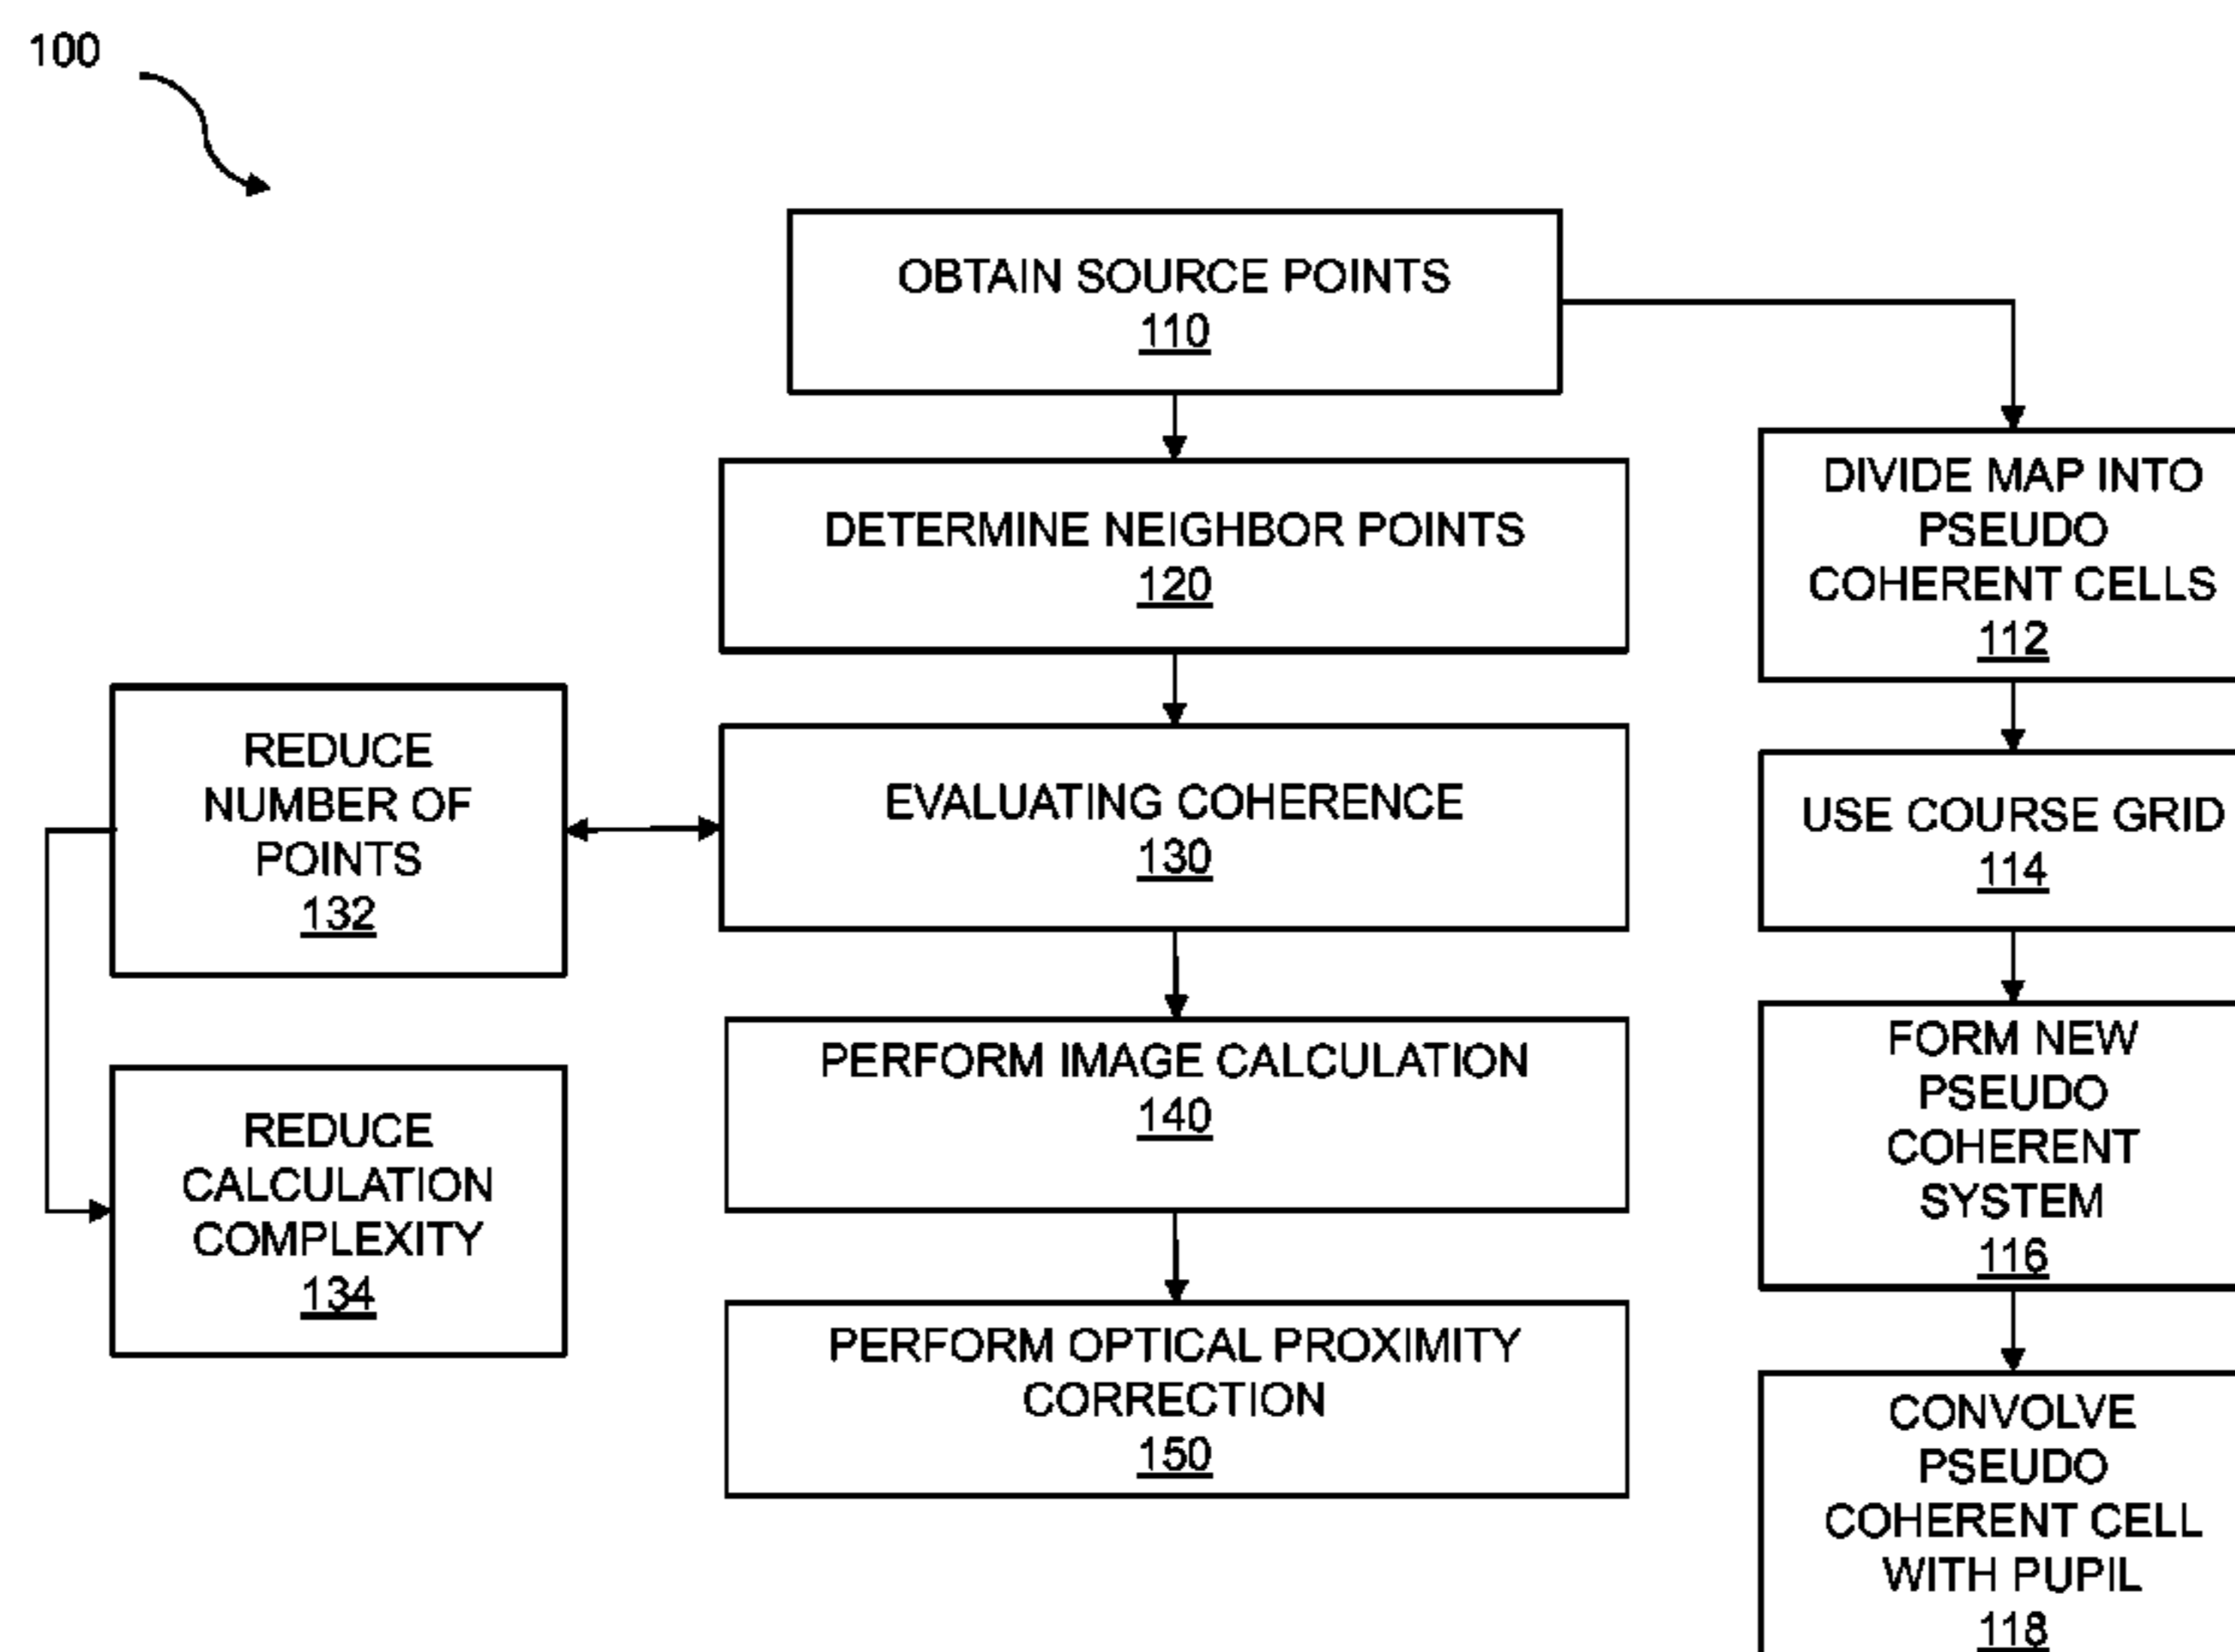 100
OBTAIN SOURCE POINTS
110
DETERMINE NEIGHBOR POINTS
120
EVALUATING COHERENCE
130
PERFORM IMAGE CALCULATION
140
PERFORM OPTICAL PROXIMITY
CORRECTION
150
REDUCE
NUMBER OF
POINTS
132
REDUCE
CALCULATION
COMPLEXITY
134
DIVIDE MAP INTO
PSEUDO
COHERENT CELLS
112
USE COURSE GRID
114
FORM NEW
PSEUDO
COHERENT
SYSTEM
116
CONVOLVE
PSEUDO
COHERENT CELL
WITH PUPIL
118